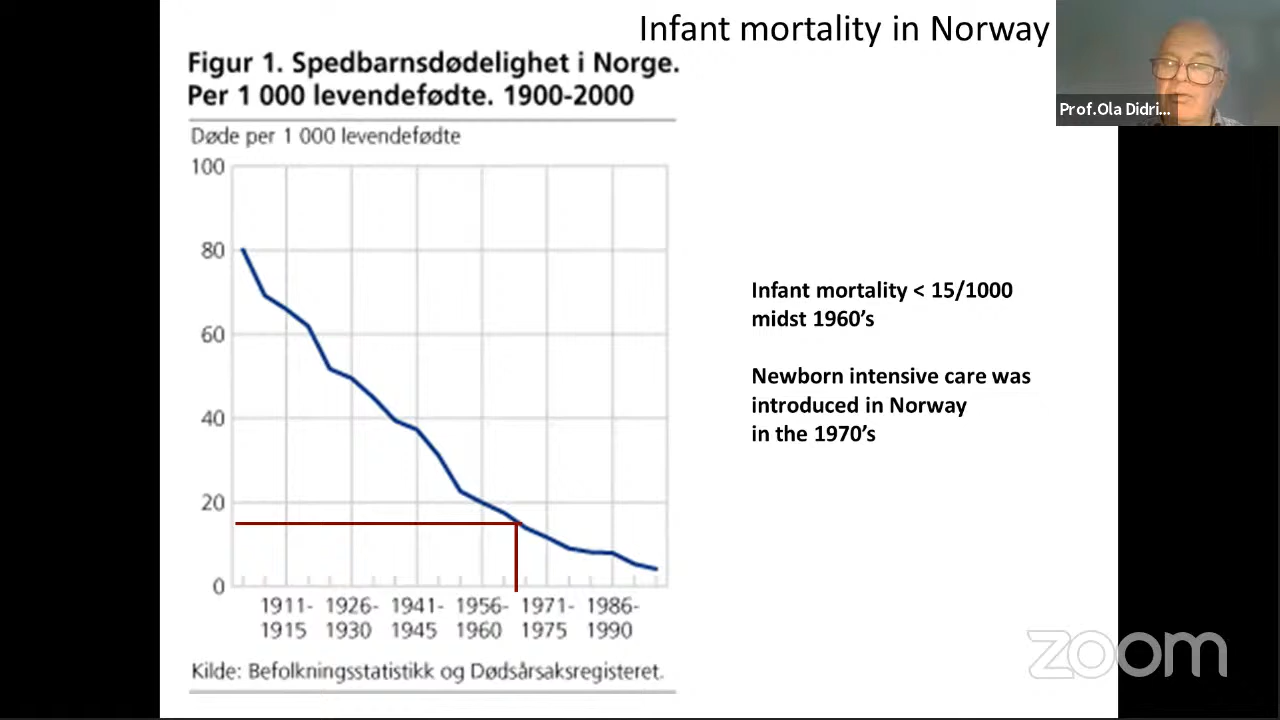 Infant mortality in Norway
Prof.Ola Didri...
Figur 1. Spedbarnsdødelighet i Norge.
Per 1 000 levendefødte. 1900-2000
Døde per 1 000 levendefødte
100
80
60
40
20
0
1911- 1926- 1941- 1956- 1971- 1986-
1915 1930 1945 1960 1975 1990
Kilde: Befolkningsstatistikk og Dødsårsaksregisteret.
Infant mortality < 15/1000
midst 1960’s
Newborn intensive care was
introduced in Norway
in the 1970’s
zoom